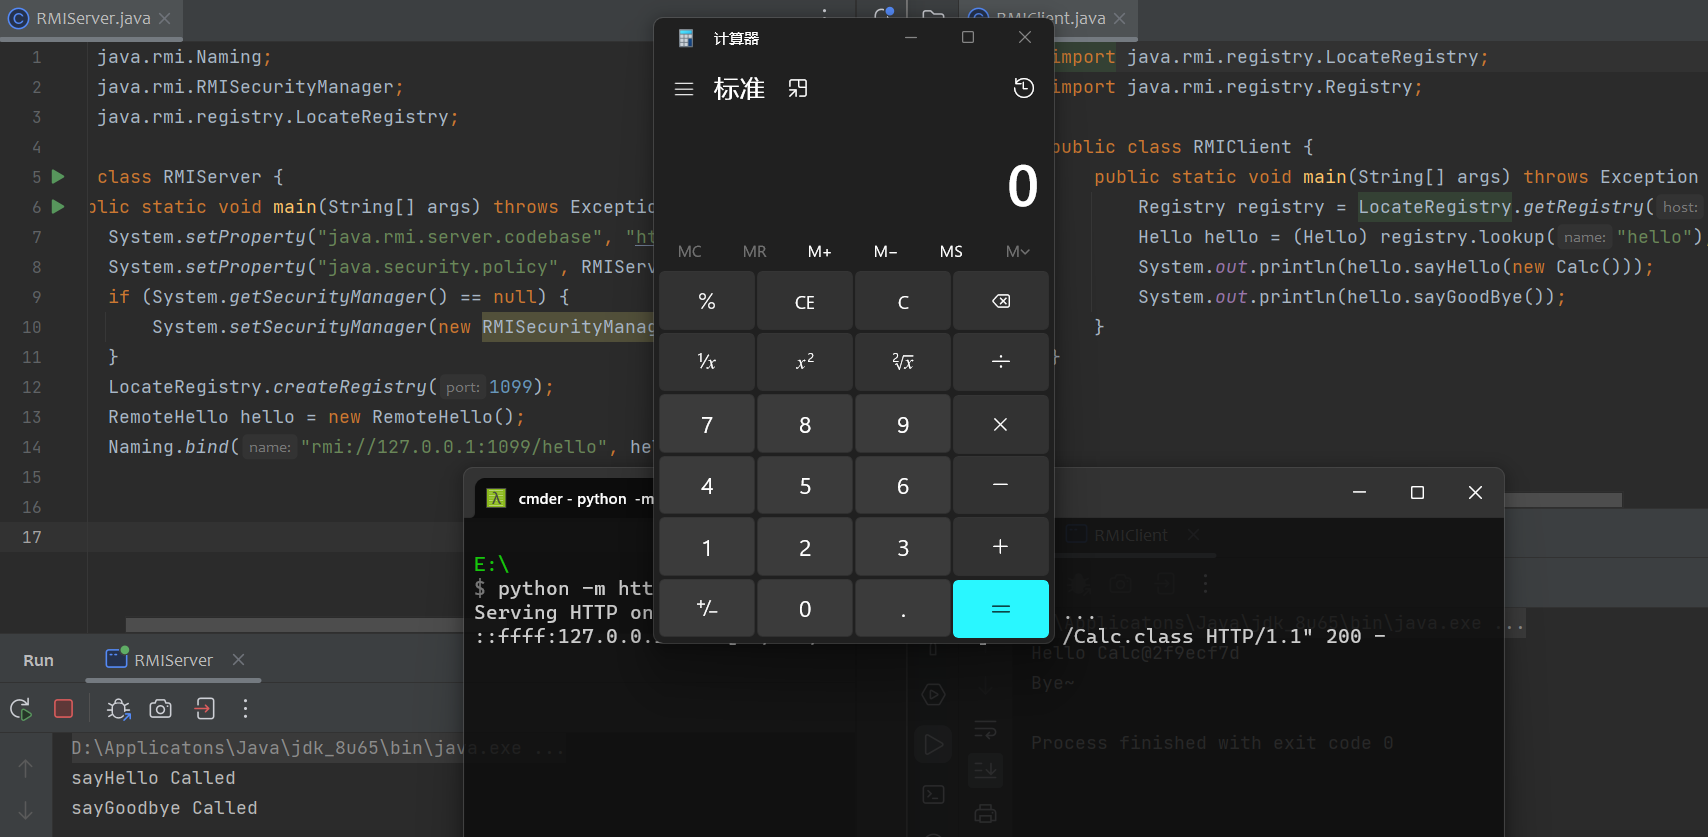 RMIServer.java
1 java.rmi.Naming;
2 java.rmi.RMISecurityManager;
3 java.rmi.registry.LocateRegistry;
4
5 class RMIServer {
6 blic static void main(String[] args) throws Exceptio
7 System.setProperty("java.rmi.server.codebase", "ht
8 System.setProperty("java.security.policy", RMIServ
9 if (System.getSecurityManager() == null) {
10 System.setSecurityManager(new RMISecurityManag
11 }
12 LocateRegistry.createRegistry( port: 1099);
13 RemoteHello hello = new RemoteHello();
14 Naming.bind( name: "rmi://127.0.0.1:1099/hello", he
15
16
17
计算器
标准
0
MC MR M+ M− MS M
% CE C
¹/x x² ²√x ÷
7 8 9 ×
4 5 6 −
1 2 3 +
+/− 0 . =
RMIClient.java
import java.rmi.registry.LocateRegistry;
import java.rmi.registry.Registry;
public class RMIClient {
public static void main(String[] args) throws Exception
Registry registry = LocateRegistry.getRegistry( host:
Hello hello = (Hello) registry.lookup( name: "hello")
System.out.println(hello.sayHello(new Calc()));
System.out.println(hello.sayGoodBye());
}
}
cmder - python -m
E:\
$ python -m htt
Serving HTTP on ...
::ffff:127.0.0. /Calc.class HTTP/1.1" 200 -
RMIClient
\Applicatons\Java\jdk_8u65\bin\java.exe ...
Hello Calc@2f9ecf7d
Bye~
Process finished with exit code 0
Run RMIServer
D:\Applicatons\Java\jdk_8u65\bin\java.exe ...
sayHello Called
sayGoodbye Called